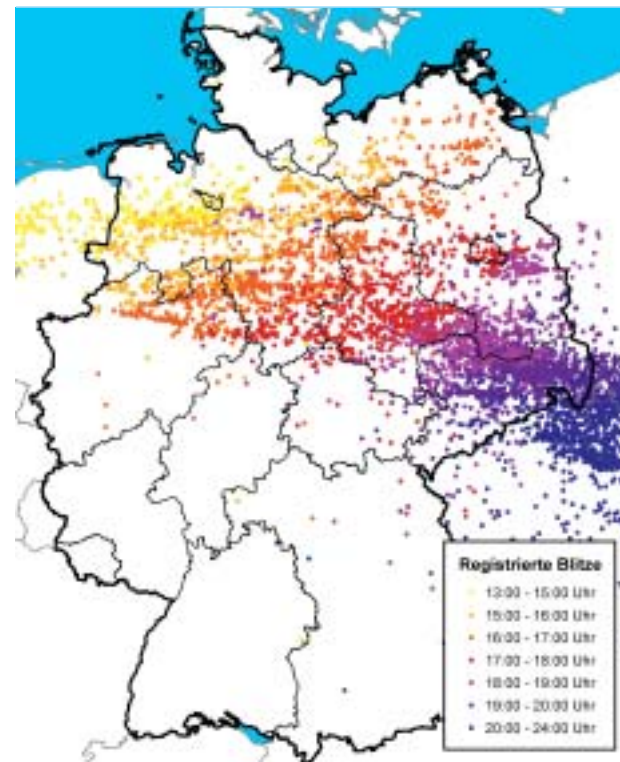 Registrierte Blitze
13:00 - 15:00 Uhr
15:00 - 16:00 Uhr
16:00 - 17:00 Uhr
17:00 - 18:00 Uhr
18:00 - 19:00 Uhr
19:00 - 20:00 Uhr
20:00 - 24:00 Uhr